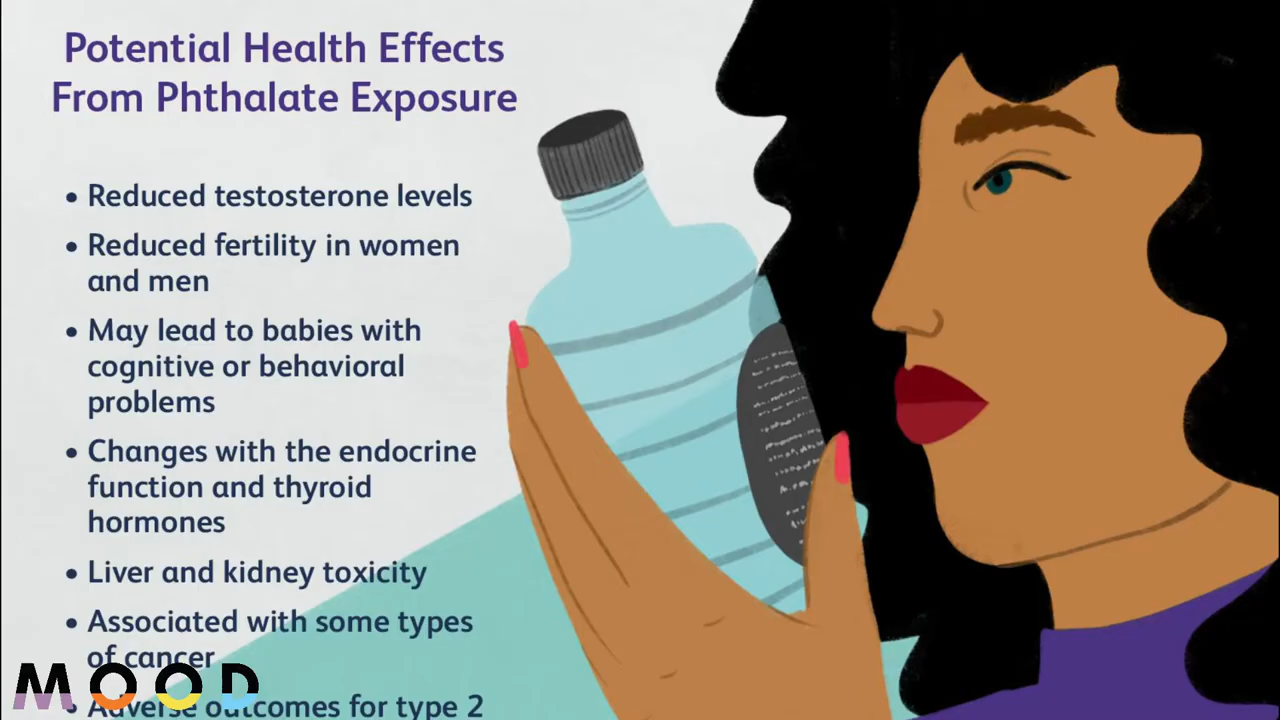 Potential Health Effects
From Phthalate Exposure
• Reduced testosterone levels
• Reduced fertility in women
and men
• May lead to babies with
cognitive or behavioral
problems
• Changes with the endocrine
function and thyroid
hormones
• Liver and kidney toxicity
• Associated with some types
of cancer
• Adverse outcomes for type 2
MOOD